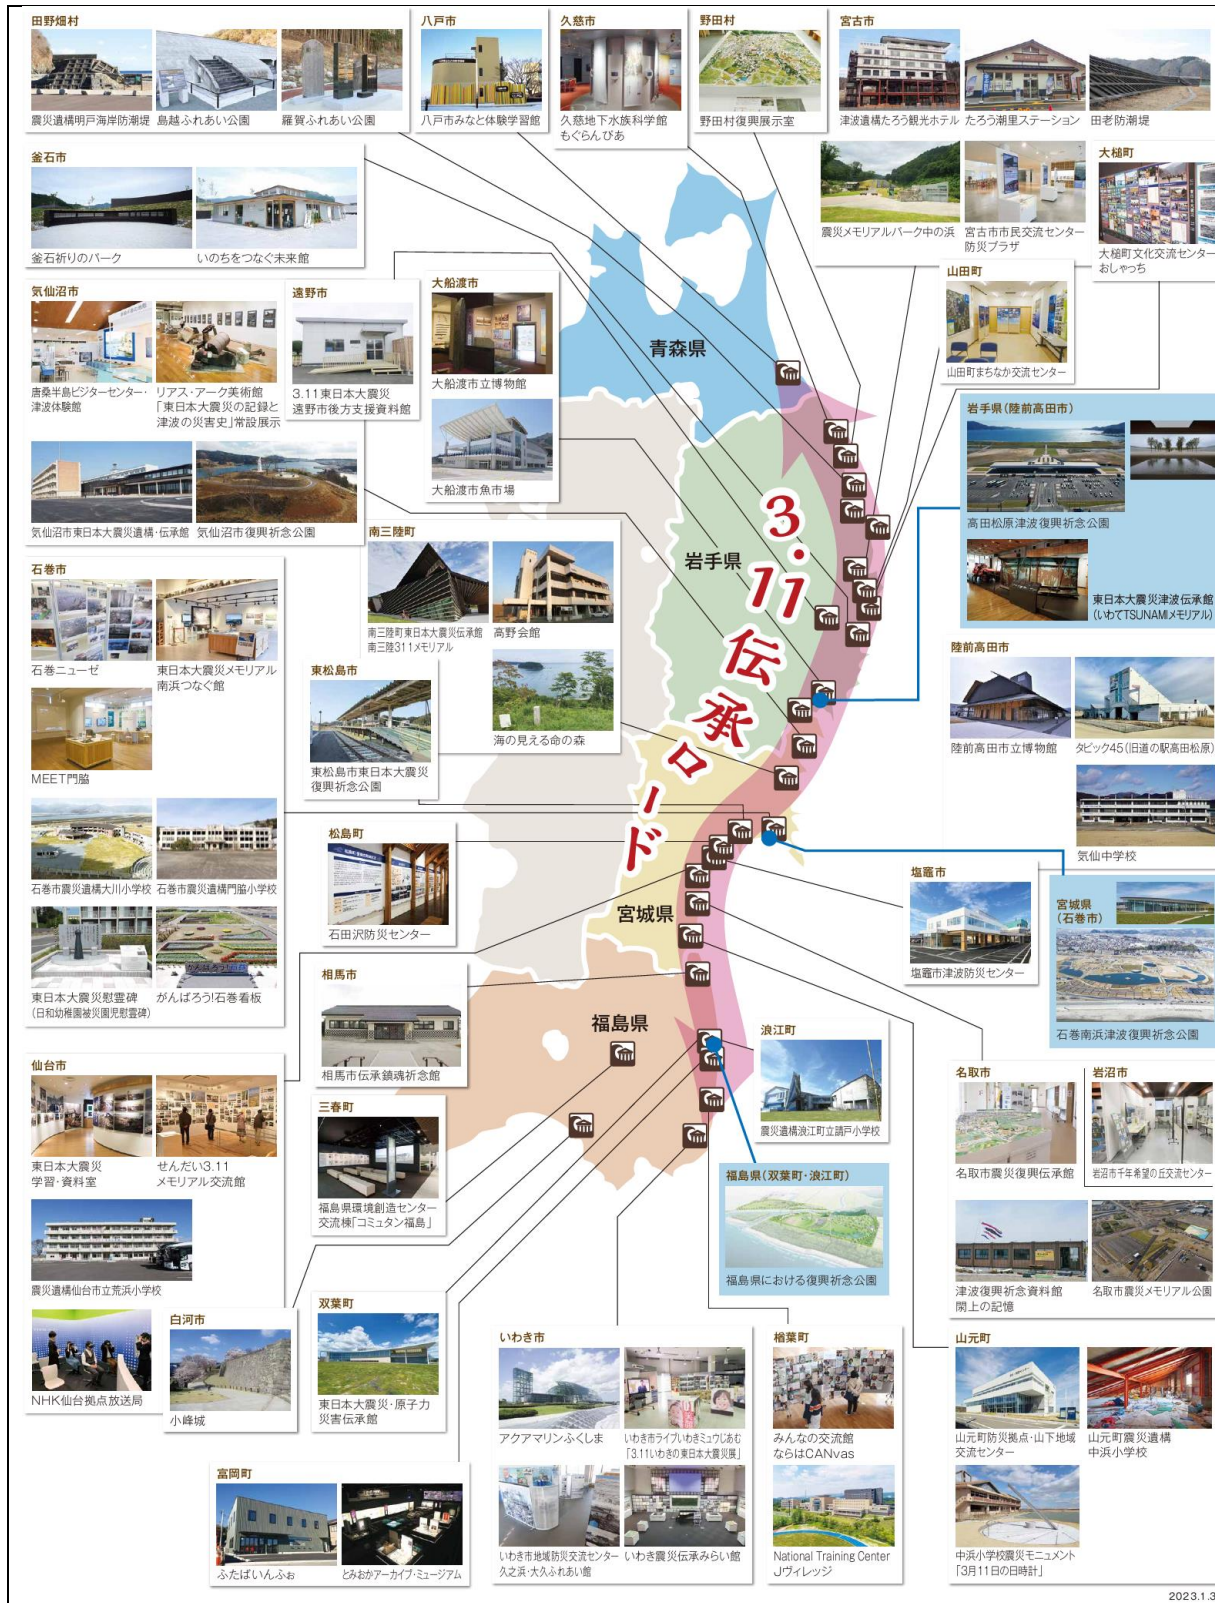 田野畑村
震災遺構明戸海岸防潮堤
島越ふれあい公園
羅賀ふれあい公園
八戸市
八戸市みなと体験学習館
久慈市
久慈地下水族科学館
もぐらんぴあ
野田村
野田村復興展示室
宮古市
津波遺構たろう観光ホテル
たろう潮里ステーション
田老防潮堤
震災メモリアルパーク中の浜
宮古市市民交流センター
防災プラザ
大槌町
大槌町文化交流センター
おしゃっち
釜石市
釜石祈りのパーク
いのちをつなぐ未来館
山田町
山田町まちなか交流センター
気仙沼市
唐桑半島ビジターセンター・
津波体験館
リアス・アーク美術館
「東日本大震災の記録と
津波の災害史」常設展示
気仙沼市東日本大震災遺構・伝承館
気仙沼市復興祈念公園
遠野市
3.11東日本大震災
遠野市後方支援資料館
大船渡市
大船渡市立博物館
大船渡市魚市場
青森県
岩手県
宮城県
福島県
3.11伝承ロード
岩手県(陸前高田市)
高田松原津波復興祈念公園
東日本大震災津波伝承館
(いわてTSUNAMIメモリアル)
南三陸町
南三陸町東日本大震災伝承館
南三陸311メモリアル
高野会館
海の見える命の森
石巻市
石巻ニューゼ
東日本大震災メモリアル
南浜つなぐ館
MEET門脇
石巻市震災遺構大川小学校
石巻市震災遺構門脇小学校
東日本大震災慰霊碑
(日和幼稚園被災園児慰霊碑)
がんばろう!石巻看板
東松島市
東松島市東日本大震災
復興祈念公園
陸前高田市
陸前高田市立博物館
タピック45(旧道の駅高田松原)
気仙中学校
松島町
石田沢防災センター
塩竈市
塩竈市津波防災センター
宮城県
(石巻市)
石巻南浜津波復興祈念公園
相馬市
相馬市伝承鎮魂祈念館
浪江町
震災遺構浪江町立請戸小学校
仙台市
東日本大震災
学習・資料室
せんだい3.11
メモリアル交流館
震災遺構仙台市立荒浜小学校
NHK仙台拠点放送局
三春町
福島県環境創造センター
交流棟「コミュタン福島」
福島県(双葉町・浪江町)
福島県における復興祈念公園
名取市
名取市震災復興伝承館
津波復興祈念資料館
閖上の記憶
名取市震災メモリアル公園
岩沼市
岩沼市千年希望の丘交流センター
白河市
小峰城
双葉町
東日本大震災・原子力
災害伝承館
いわき市
アクアマリンふくしま
いわき市ライブいわきミュウじあむ
「3.11いわきの東日本大震災展」
いわき市地域防災交流センター
久之浜・大久ふれあい館
いわき震災伝承みらい館
楢葉町
みんなの交流館
ならはCANvas
National Training Center
Jヴィレッジ
山元町
山元町防災拠点・山下地域
交流センター
山元町震災遺構
中浜小学校
中浜小学校震災モニュメント
「3月11日の日時計」
富岡町
ふたばいんふぉ
とみおかアーカイブ・ミュージアム
2023.1.3